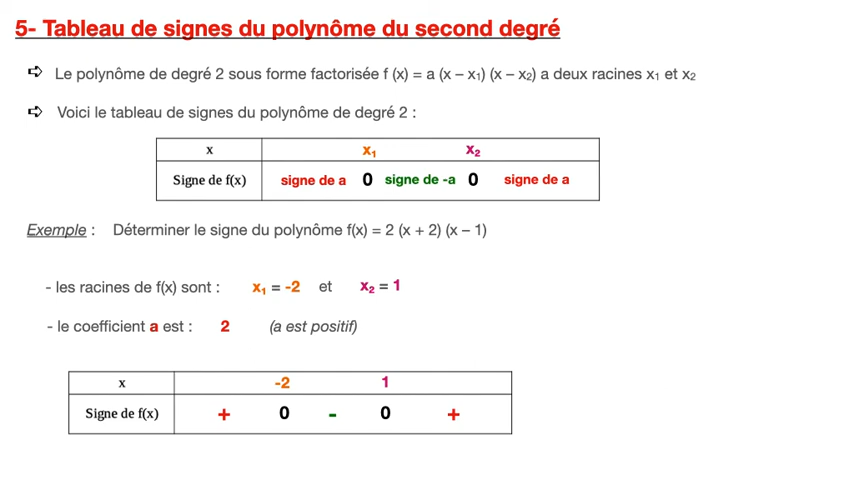 5- Tableau de signes du polynôme du second degré
➪ Le polynôme de degré 2 sous forme factorisée f (x) = a (x – x₁) (x – x₂) a deux racines x₁ et x₂
➪ Voici le tableau de signes du polynôme de degré 2 :
x x₁ x₂
Signe de f(x) signe de a 0 signe de -a 0 signe de a
Exemple : Déterminer le signe du polynôme f(x) = 2 (x + 2) (x – 1)
- les racines de f(x) sont : x₁ = -2 et x₂ = 1
- le coefficient a est : 2 (a est positif)
x -2 1
Signe de f(x) + 0 - 0 +